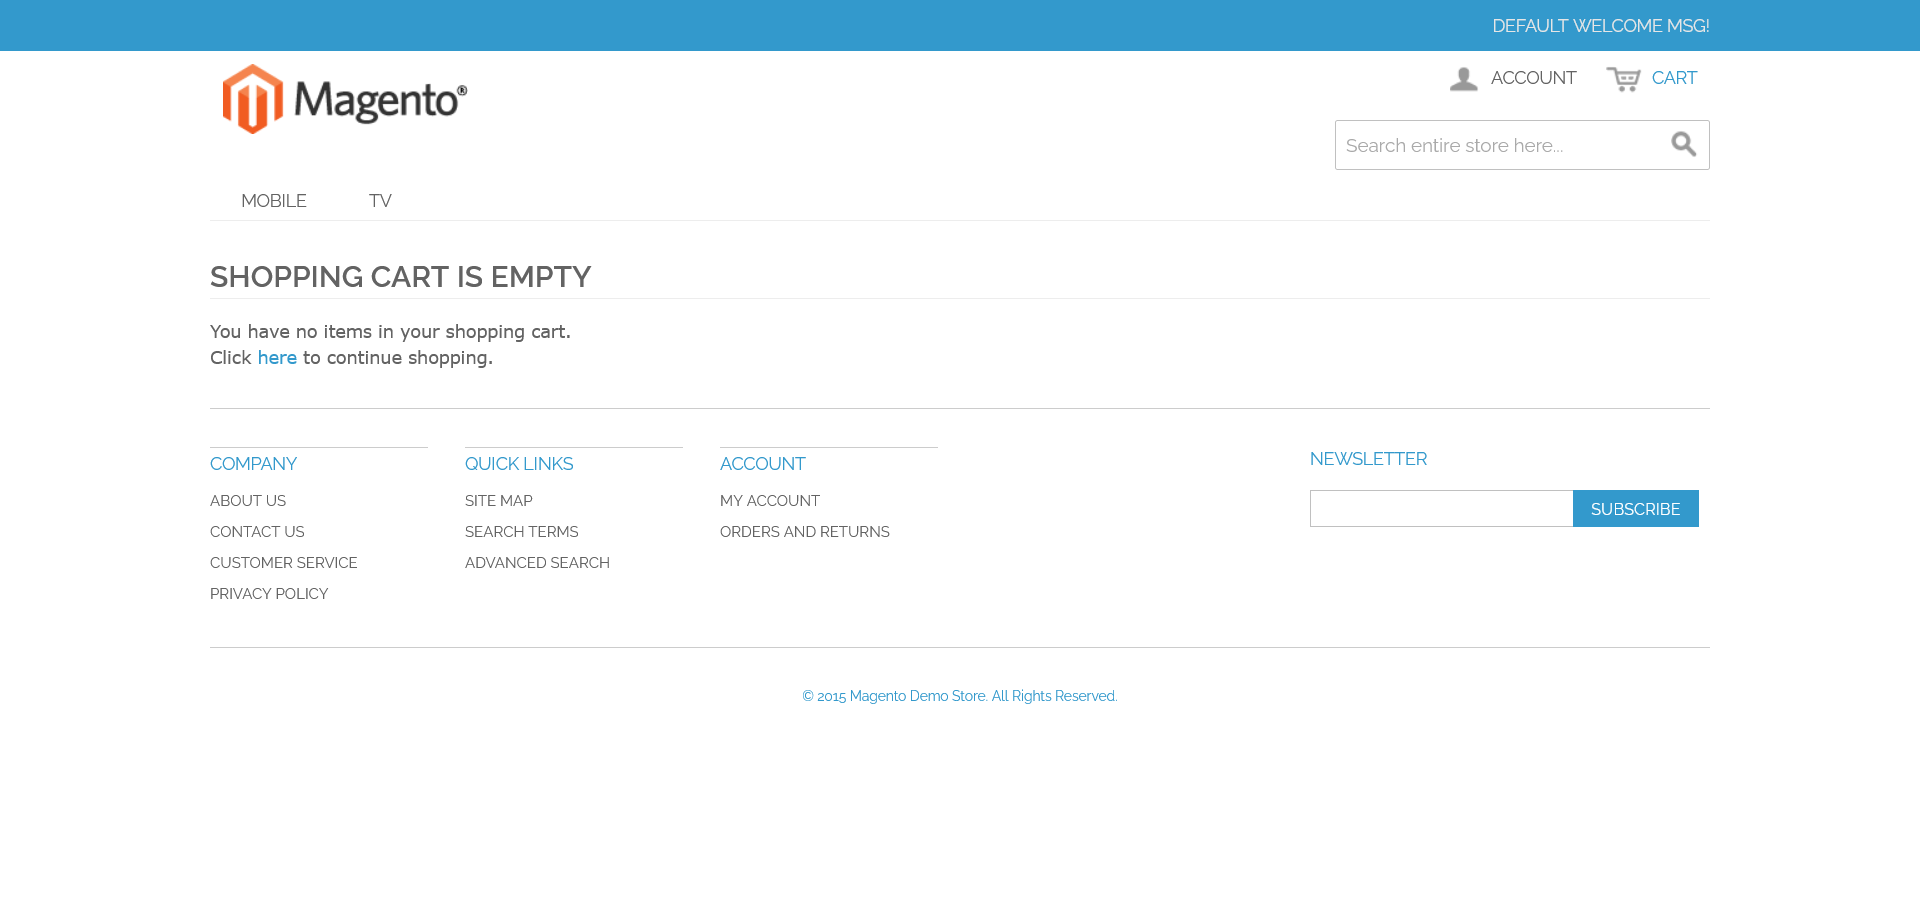 DEFAULT WELCOME MSG!
Magento®
ACCOUNT
CART
Search entire store here...
MOBILE
TV
SHOPPING CART IS EMPTY
You have no items in your shopping cart.
Click here to continue shopping.
COMPANY
ABOUT US
CONTACT US
CUSTOMER SERVICE
PRIVACY POLICY
QUICK LINKS
SITE MAP
SEARCH TERMS
ADVANCED SEARCH
ACCOUNT
MY ACCOUNT
ORDERS AND RETURNS
NEWSLETTER
SUBSCRIBE
© 2015 Magento Demo Store. All Rights Reserved.